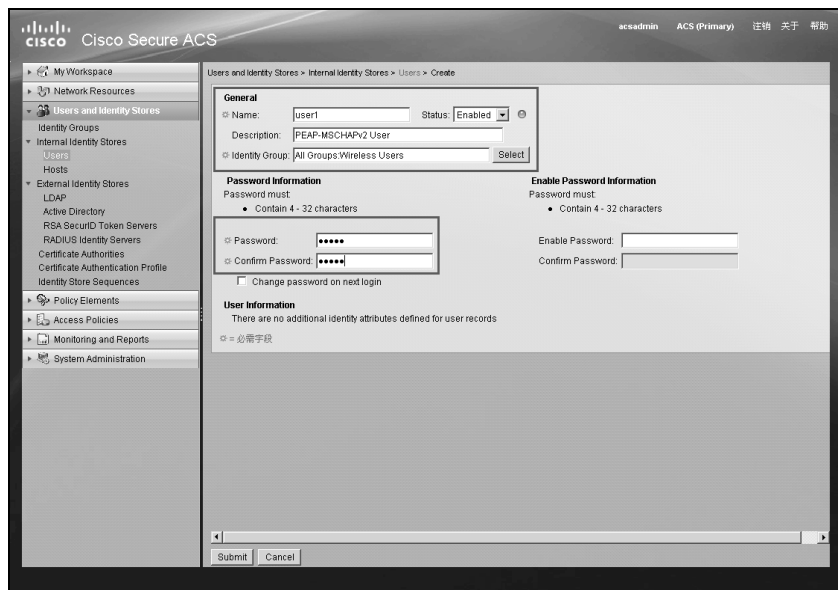 CISCO Cisco Secure ACS
acsadmin ACS (Primary) 注销 关于 帮助
My Workspace
Network Resources
Users and Identity Stores
Identity Groups
Internal Identity Stores
Users
Hosts
External Identity Stores
LDAP
Active Directory
RSA SecurID Token Servers
RADIUS Identity Servers
Certificate Authorities
Certificate Authentication Profile
Identity Store Sequences
Policy Elements
Access Policies
Monitoring and Reports
System Administration
Users and Identity Stores > Internal Identity Stores > Users > Create
General
Name: user1 Status: Enabled
Description: PEAP-MSCHAPv2 User
Identity Group: All Groups:Wireless Users Select
Password Information
Password must:
• Contain 4 - 32 characters
Password: •••••
Confirm Password: •••••
Change password on next login
Enable Password Information
Password must:
• Contain 4 - 32 characters
Enable Password:
Confirm Password:
User Information
There are no additional identity attributes defined for user records
= 必需字段
Submit Cancel